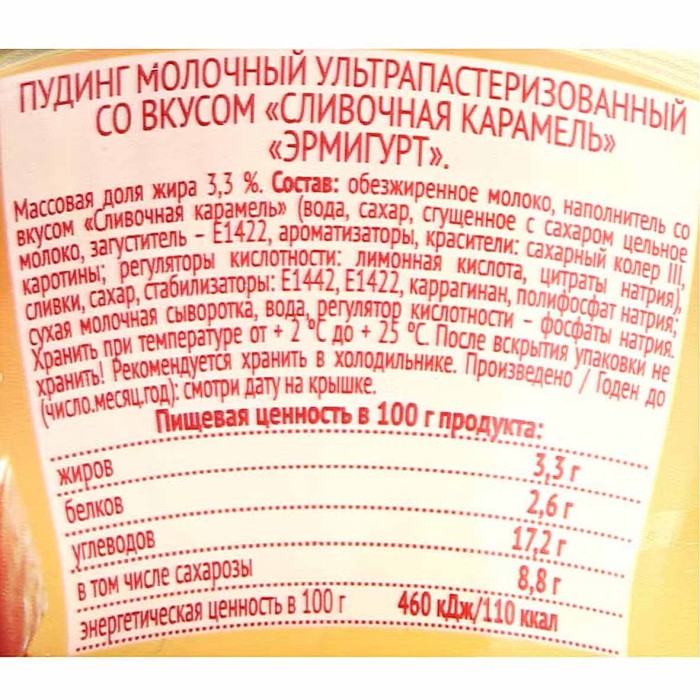 ПУДИНГ МОЛОЧНЫЙ УЛЬТРАПАСТЕРИЗОВАННЫЙ
СО ВКУСОМ «СЛИВОЧНАЯ КАРАМЕЛЬ»
«ЭРМИГУРТ».
Массовая доля жира 3,3 %. Состав: обезжиренное молоко, наполнитель со
вкусом «Сливочная карамель» (вода, сахар, сгущенное с сахаром цельное
молоко, загуститель – Е1422, ароматизаторы, красители: сахарный колер III,
каротины; регуляторы кислотности: лимонная кислота, цитраты натрия),
сливки, сахар, стабилизаторы: Е1442, Е1422, каррагинан, полифосфат натрия;
сухая молочная сыворотка, вода, регулятор кислотности – фосфаты натрия.
Хранить при температуре от + 2 °С до + 25 °С. После вскрытия упаковки не
хранить! Рекомендуется хранить в холодильнике. Произведено / Годен до
(число.месяц.год): смотри дату на крышке.
Пищевая ценность в 100 г продукта:
жиров 3,3 г
белков 2,6 г
углеводов 17,2 г
в том числе сахарозы 8,8 г
энергетическая ценность в 100 г 460 кДж/110 ккал